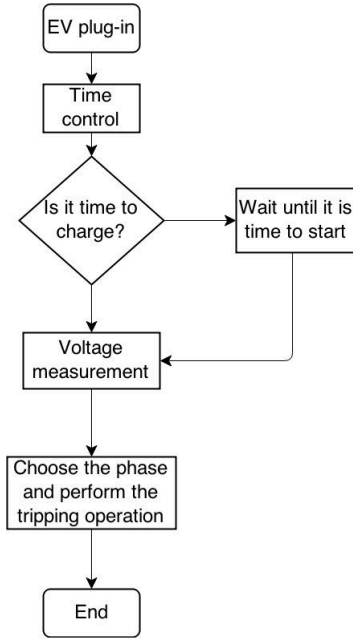 EV plug-in
Time
control
Is it time to
charge?
Wait until it is
time to start
Voltage
measurement
Choose the phase
and perform the
tripping operation
End